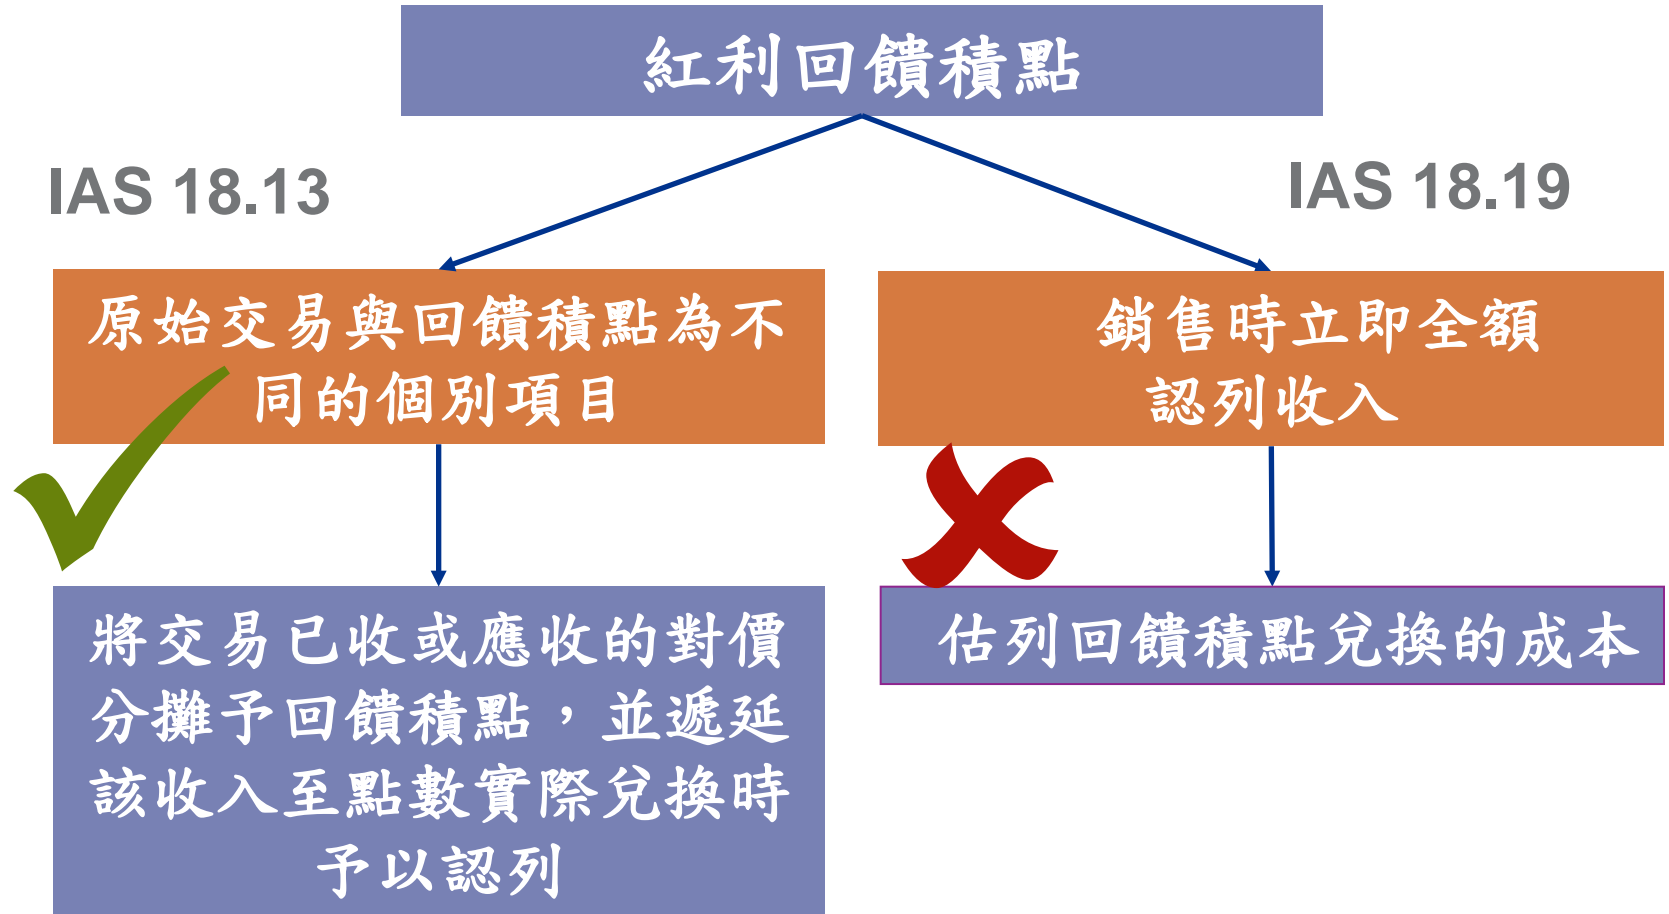 紅利回饋積點
IAS 18.13
IAS 18.19
原始交易與回饋積點為不
同的個別項目
銷售時立即全額
認列收入
將交易已收或應收的對價
分攤予回饋積點，並遞延
該收入至點數實際兌換時
予以認列
估列回饋積點兌換的成本